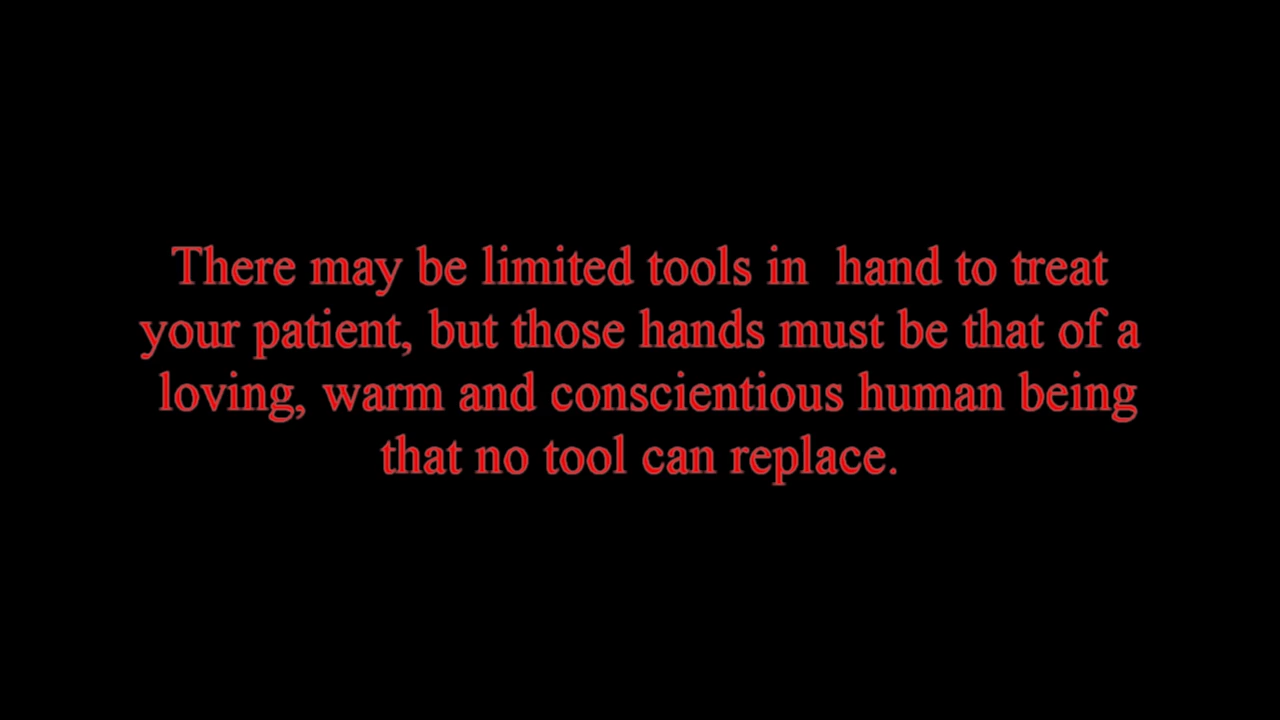 There may be limited tools in  hand to treat
your patient, but those hands must be that of a
loving, warm and conscientious human being
that no tool can replace.